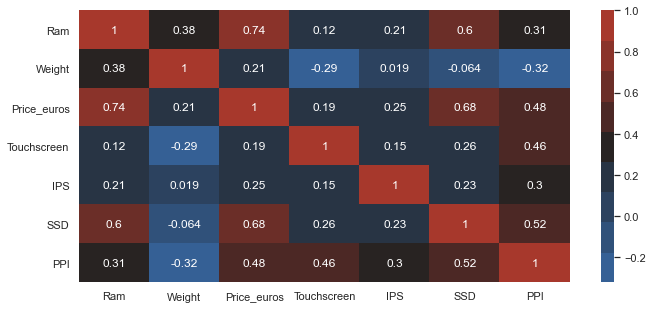 Ram 1 0.38 0.74 0.12 0.21 0.6 0.31
Weight 0.38 1 0.21 -0.29 0.019 -0.064 -0.32
Price_euros 0.74 0.21 1 0.19 0.25 0.68 0.48
Touchscreen 0.12 -0.29 0.19 1 0.15 0.26 0.46
IPS 0.21 0.019 0.25 0.15 1 0.23 0.3
SSD 0.6 -0.064 0.68 0.26 0.23 1 0.52
PPI 0.31 -0.32 0.48 0.46 0.3 0.52 1
Ram Weight Price_euros Touchscreen IPS SSD PPI
1.0
0.8
0.6
0.4
0.2
0.0
−0.2